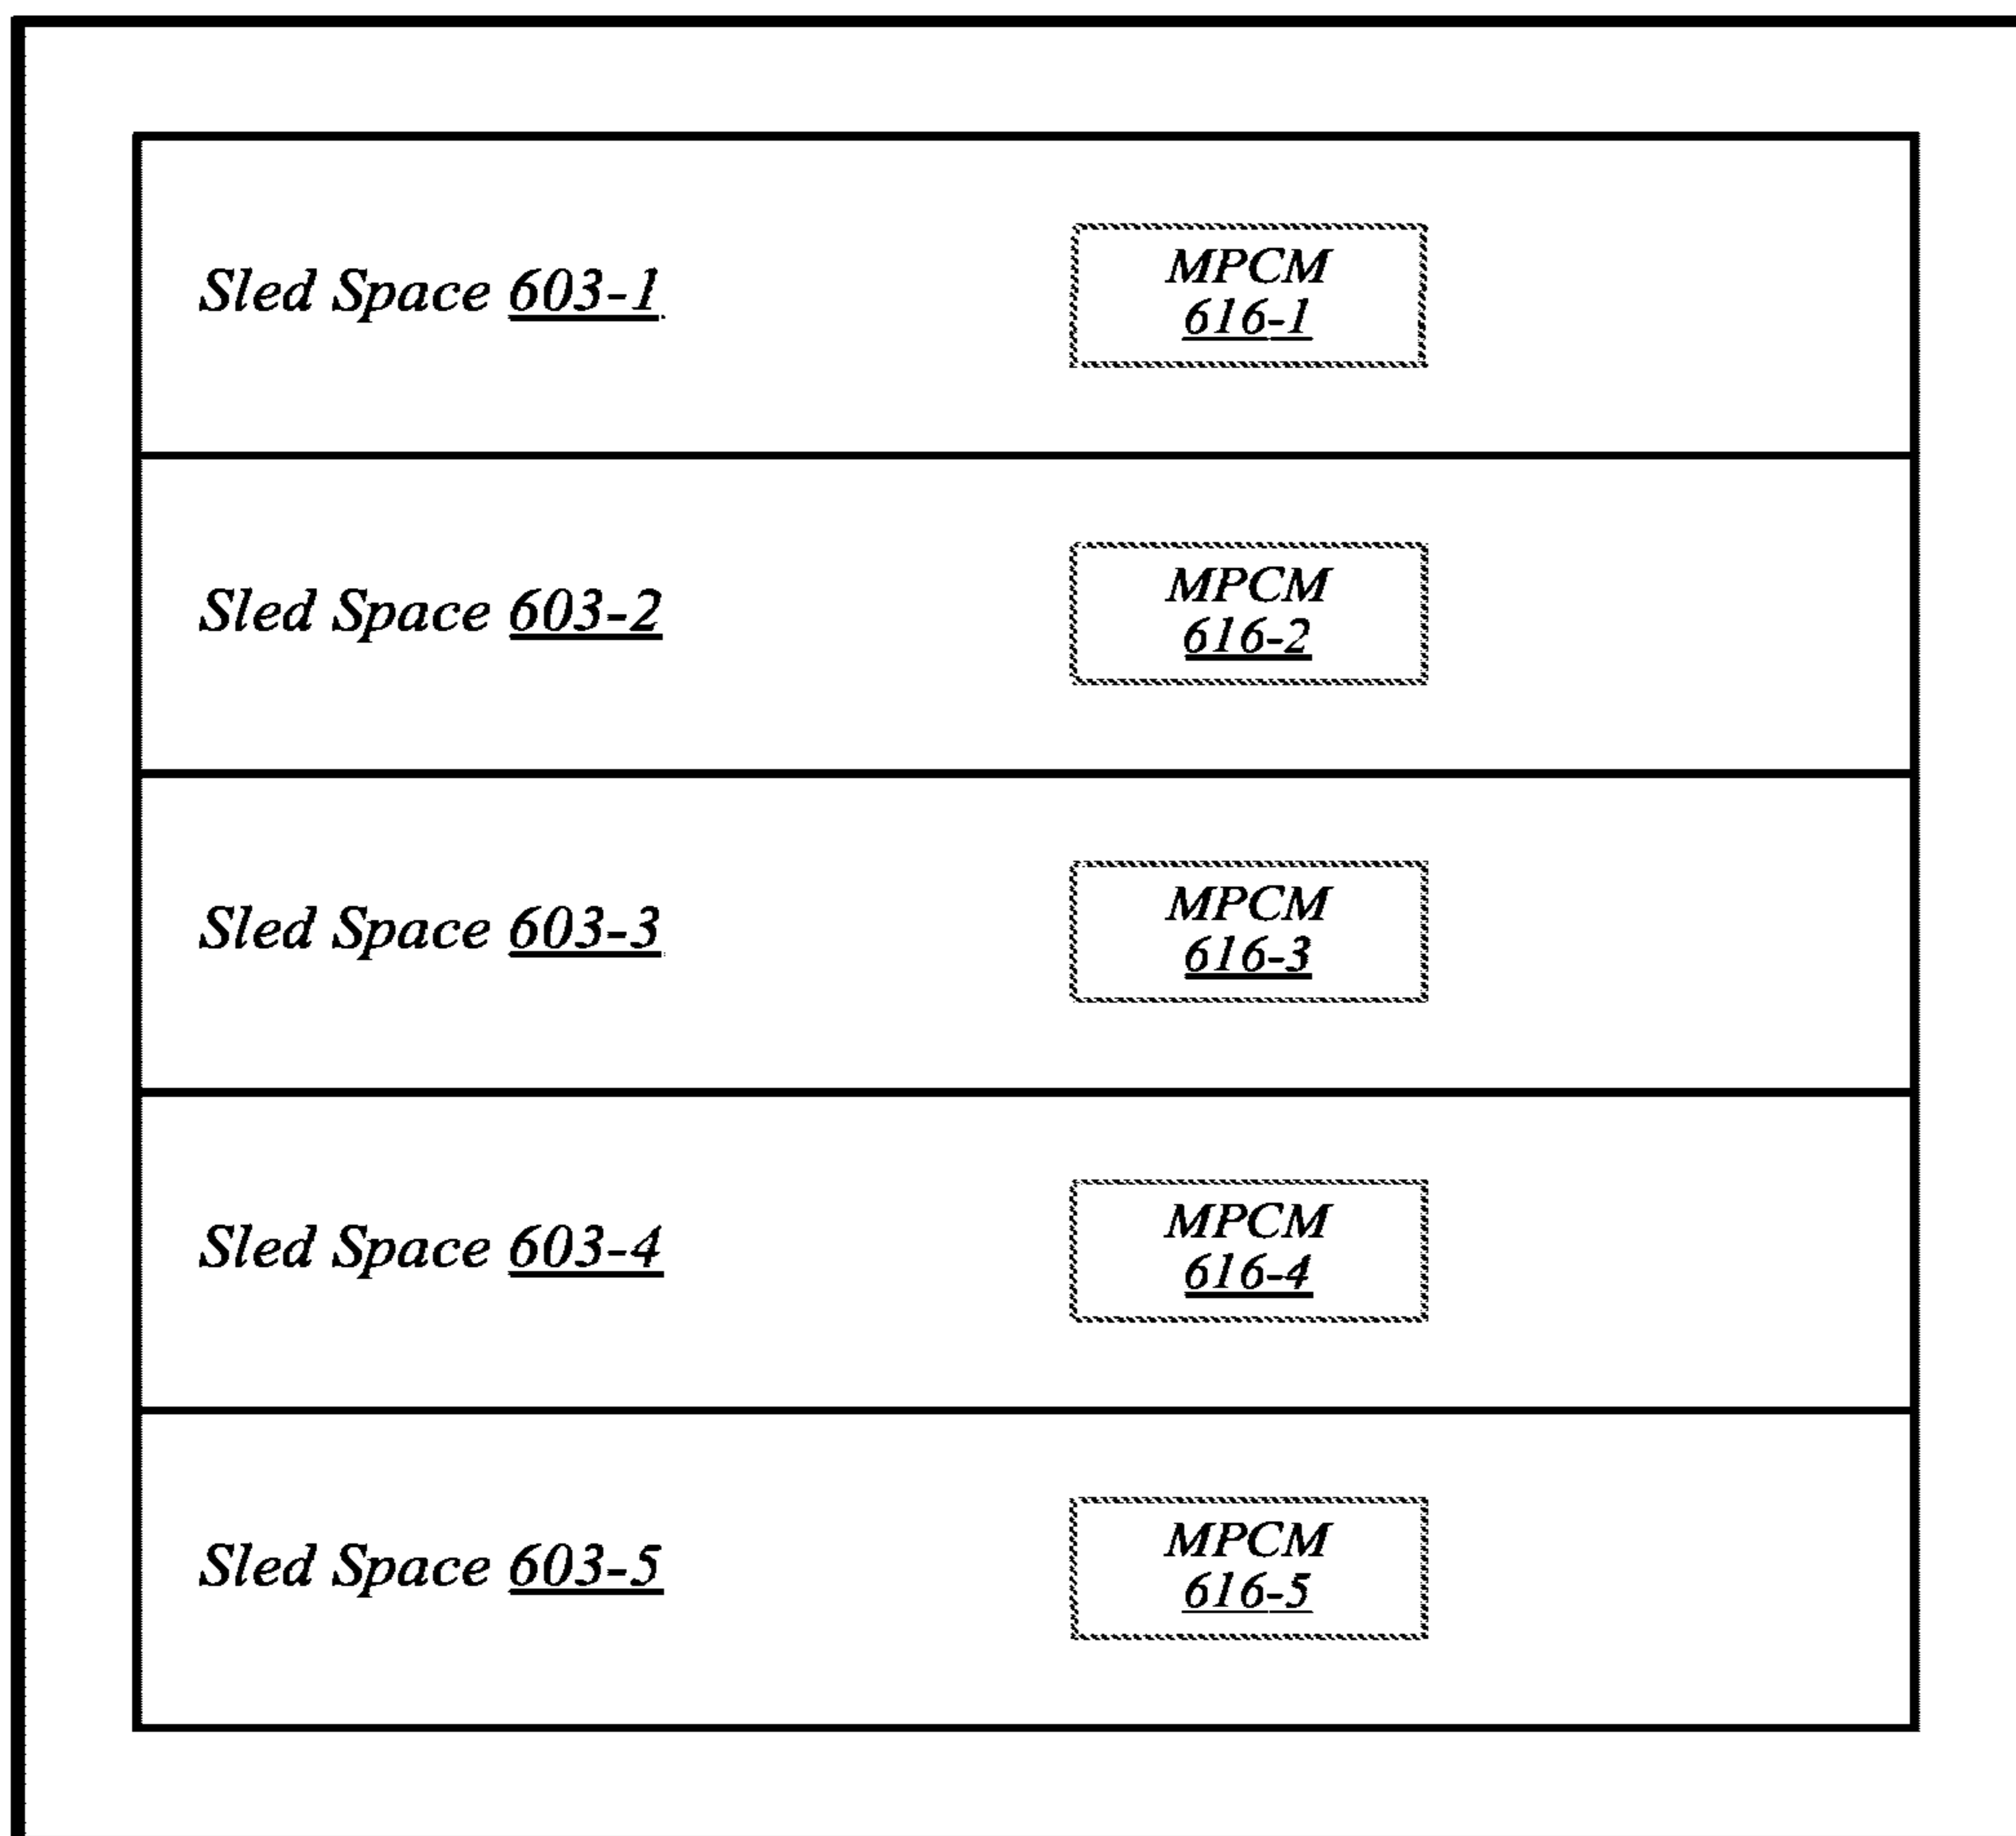 Sled Space 603-1
MPCM
616-1
Sled Space 603-2
MPCM
616-2
Sled Space 603-3
MPCM
616-3
Sled Space 603-4
MPCM
616-4
Sled Space 603-5
MPCM
616-5